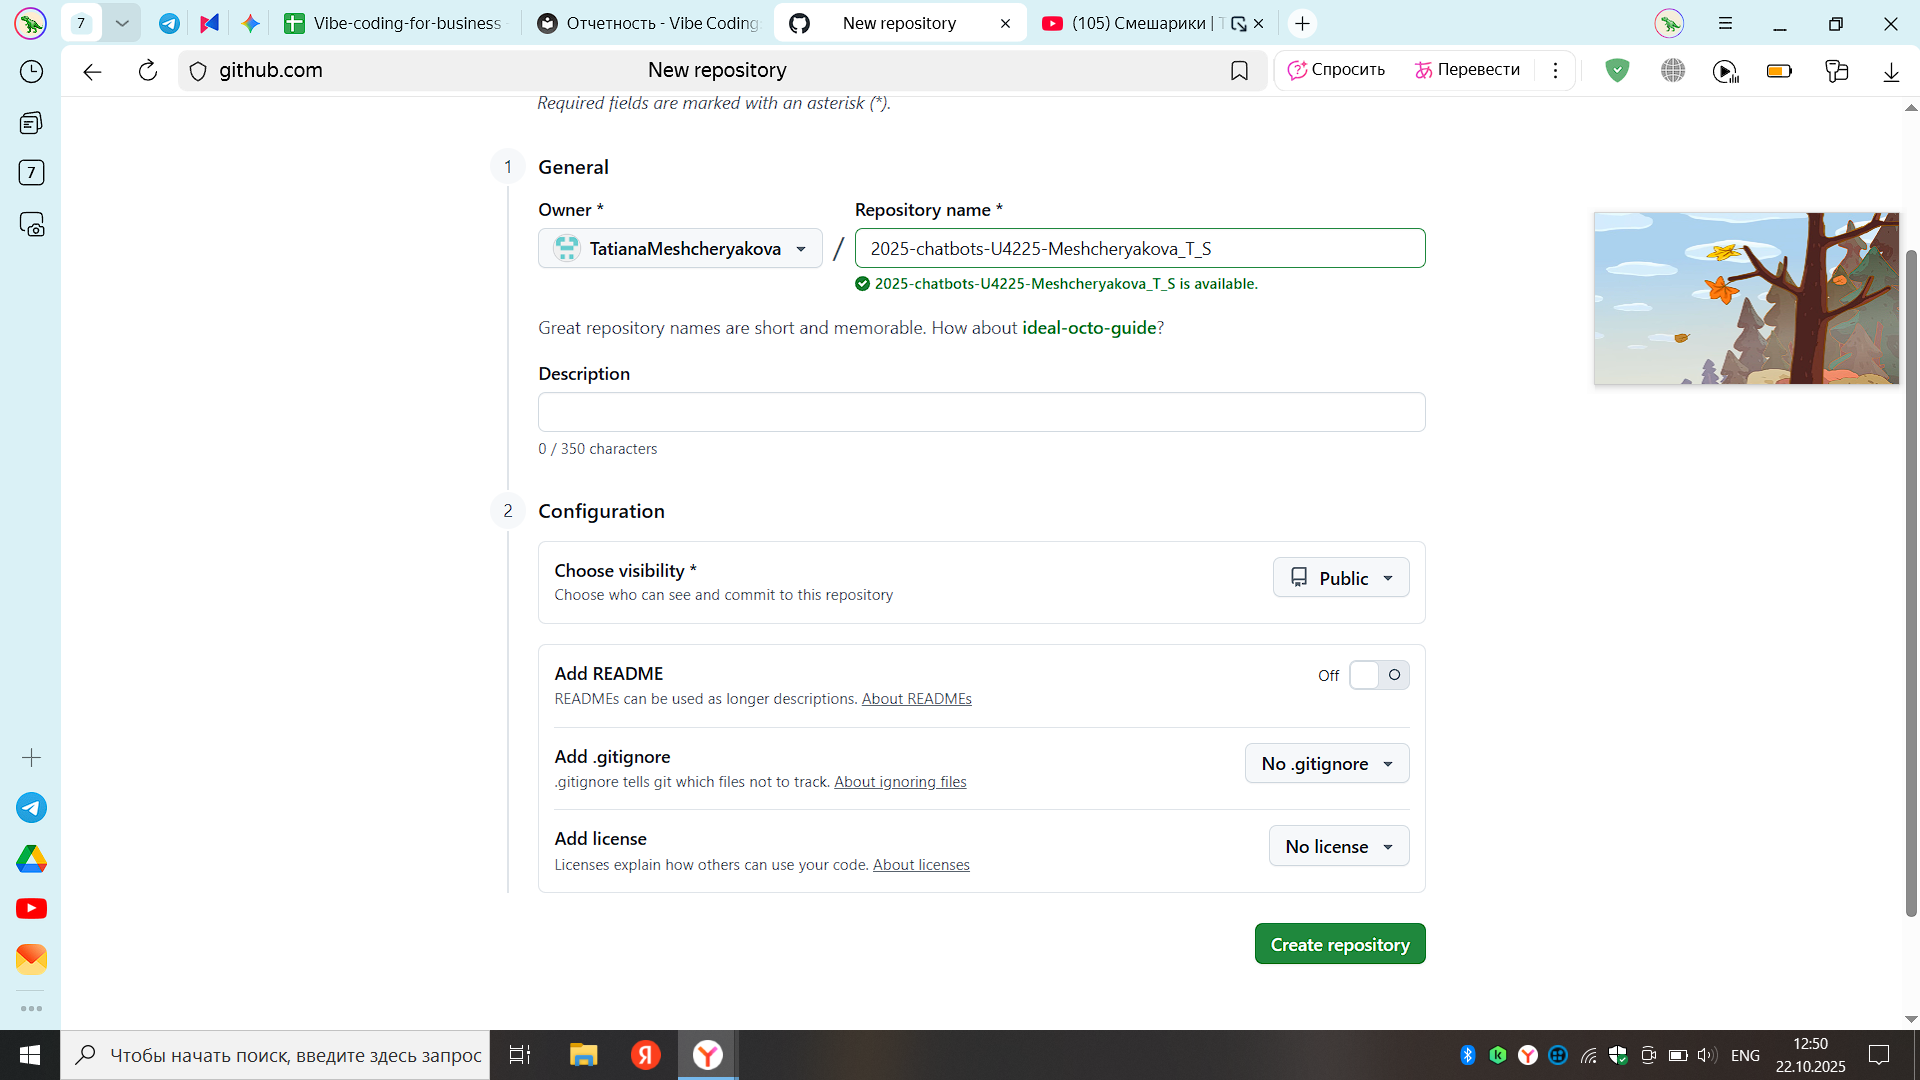 7
Vibe-coding-for-business
Отчетность - Vibe Coding
New repository
(105) Смешарики |
github.com
New repository
Спросить
Перевести
7
Required fields are marked with an asterisk (*).
1
General
Owner *
Repository name *
TatianaMeshcheryakova
/
2025-chatbots-U4225-Meshcheryakova_T_S
2025-chatbots-U4225-Meshcheryakova_T_S is available.
Great repository names are short and memorable. How about ideal-octo-guide?
Description
0 / 350 characters
2
Configuration
Choose visibility *
Choose who can see and commit to this repository
Public
Add README
READMEs can be used as longer descriptions. About READMEs
Off
Add .gitignore
.gitignore tells git which files not to track. About ignoring files
No .gitignore
Add license
Licenses explain how others can use your code. About licenses
No license
Create repository
Чтобы начать поиск, введите здесь запрос
ENG
12:50
22.10.2025